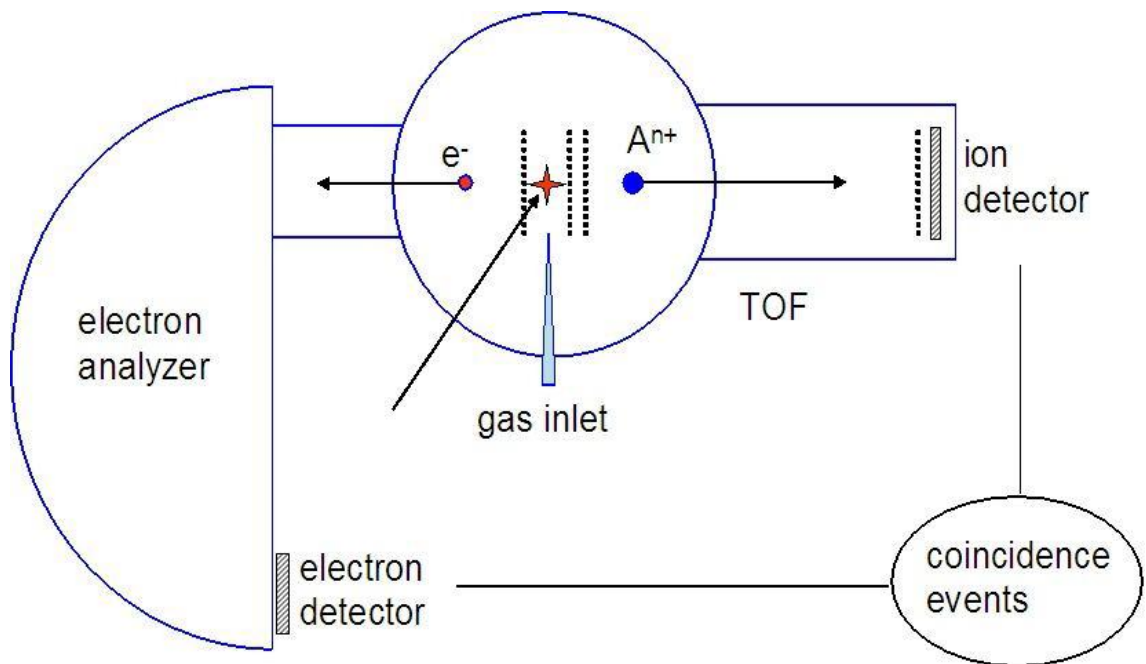 e-
Aⁿ⁺
ion
detector
TOF
electron
analyzer
gas inlet
electron
detector
coincidence
events